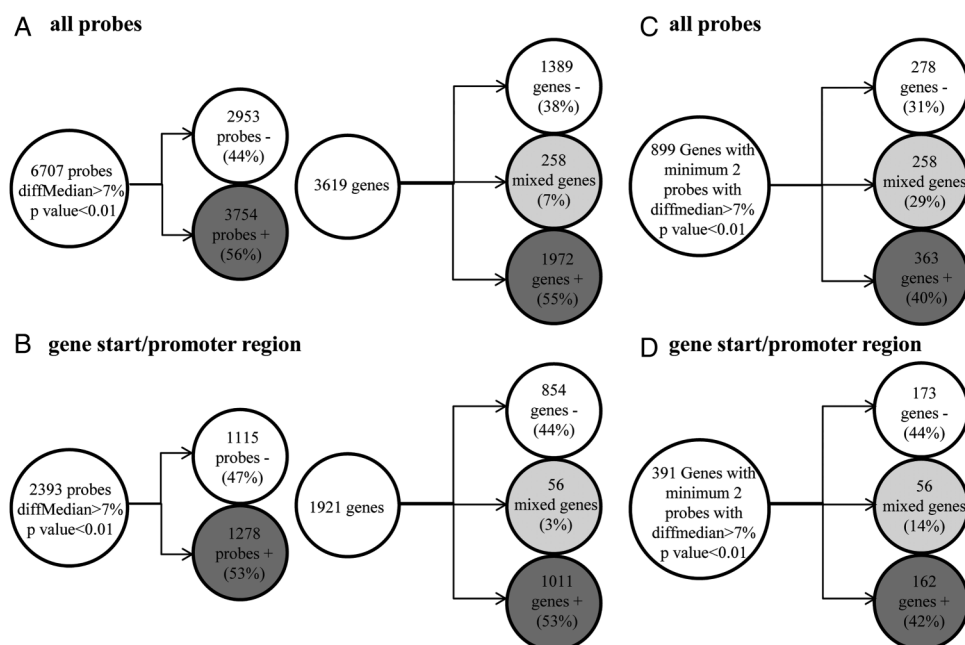 A all probes
6707 probes
diffMedian>7%
p value<0.01
2953
probes -
(44%)
3754
probes +
(56%)
3619 genes
1389
genes -
(38%)
258
mixed genes
(7%)
1972
genes +
(55%)
B gene start/promoter region
2393 probes
diffMedian>7%
p value<0.01
1115
probes -
(47%)
1278
probes +
(53%)
1921 genes
854
genes -
(44%)
56
mixed genes
(3%)
1011
genes +
(53%)
C all probes
899 Genes with
minimum 2
probes with
diffmedian>7%
p value<0.01
278
genes -
(31%)
258
mixed genes
(29%)
363
genes +
(40%)
D gene start/promoter region
391 Genes with
minimum 2
probes with
diffmedian>7%
p value<0.01
173
genes -
(44%)
56
mixed genes
(14%)
162
genes +
(42%)